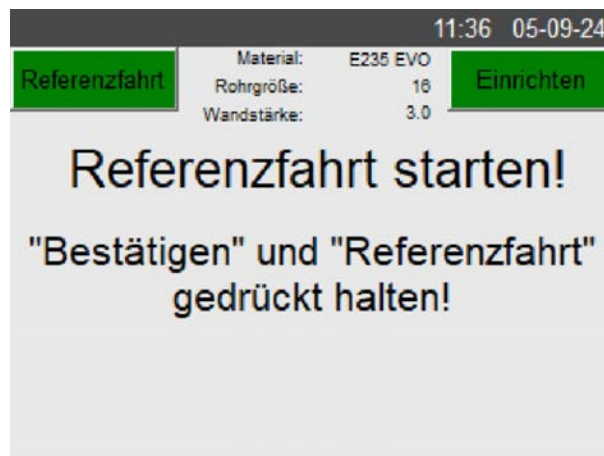 11:36 05-09-24
Referenzfahrt
Material: E235 EVO
Rohrgröße: 16
Wandstärke: 3.0
Einrichten
Referenzfahrt starten!
"Bestätigen" und "Referenzfahrt"
gedrückt halten!